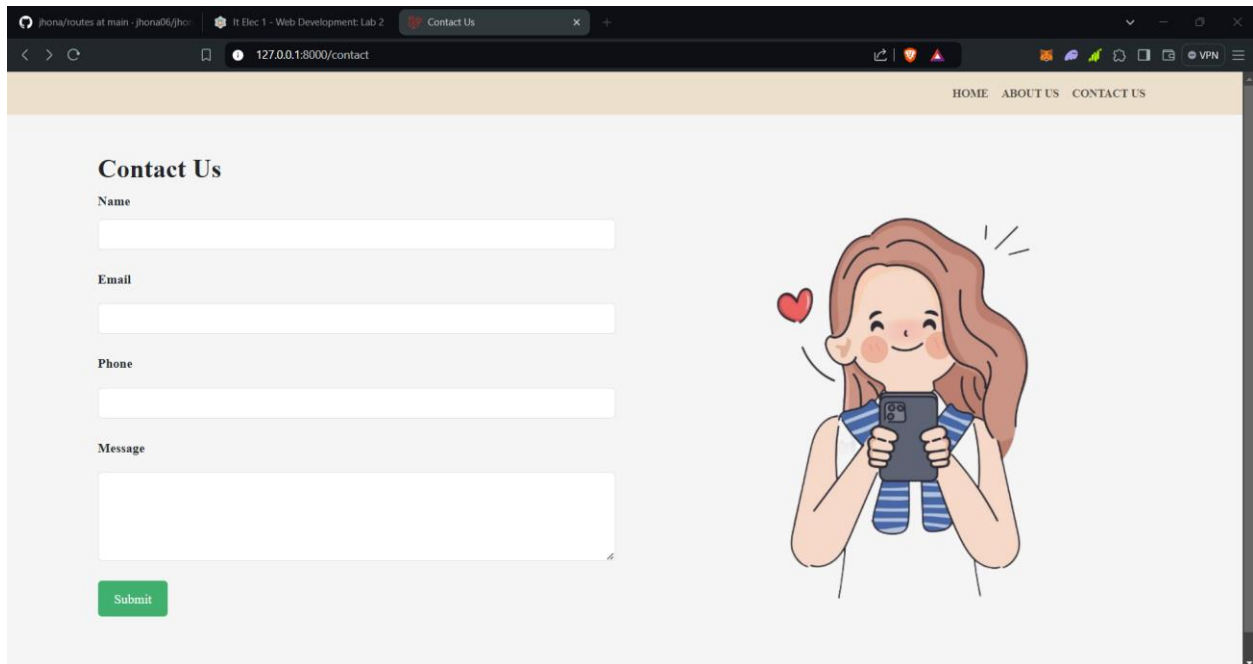 jhona/routes at main · jhona06/jhon
It Elec 1 - Web Development: Lab 2
Contact Us
127.0.0.1:8000/contact
VPN
HOME ABOUT US CONTACT US
Contact Us
Name
Email
Phone
Message
Submit